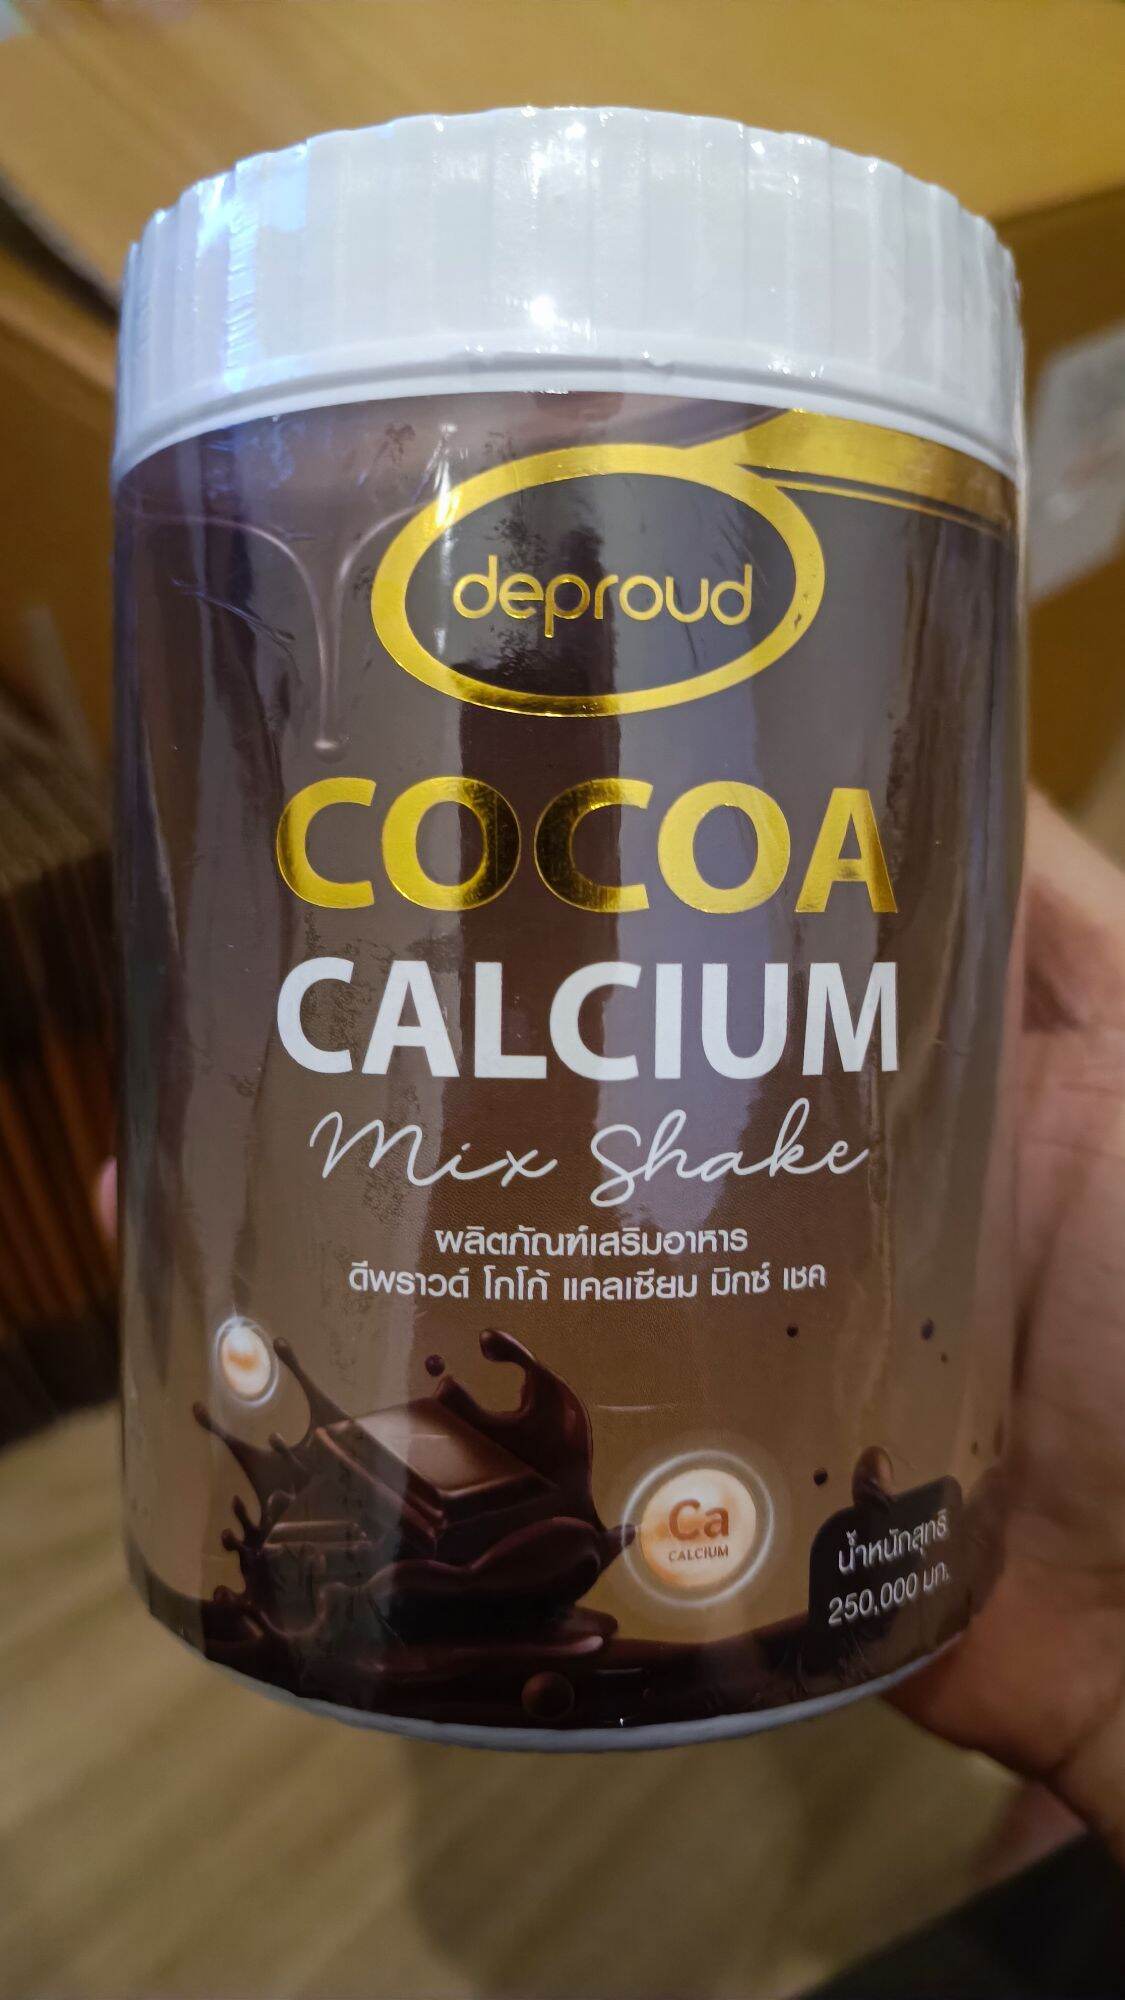 deproud
COCOA
CALCIUM
Mix Shake
ผลิตภัณฑ์เสริมอาหาร
ดีพราวด์ โกโก้ แคลเซียม มิกซ์ เชค
Ca
CALCIUM
น้ำหนักสุทธิ
250,000 มก.